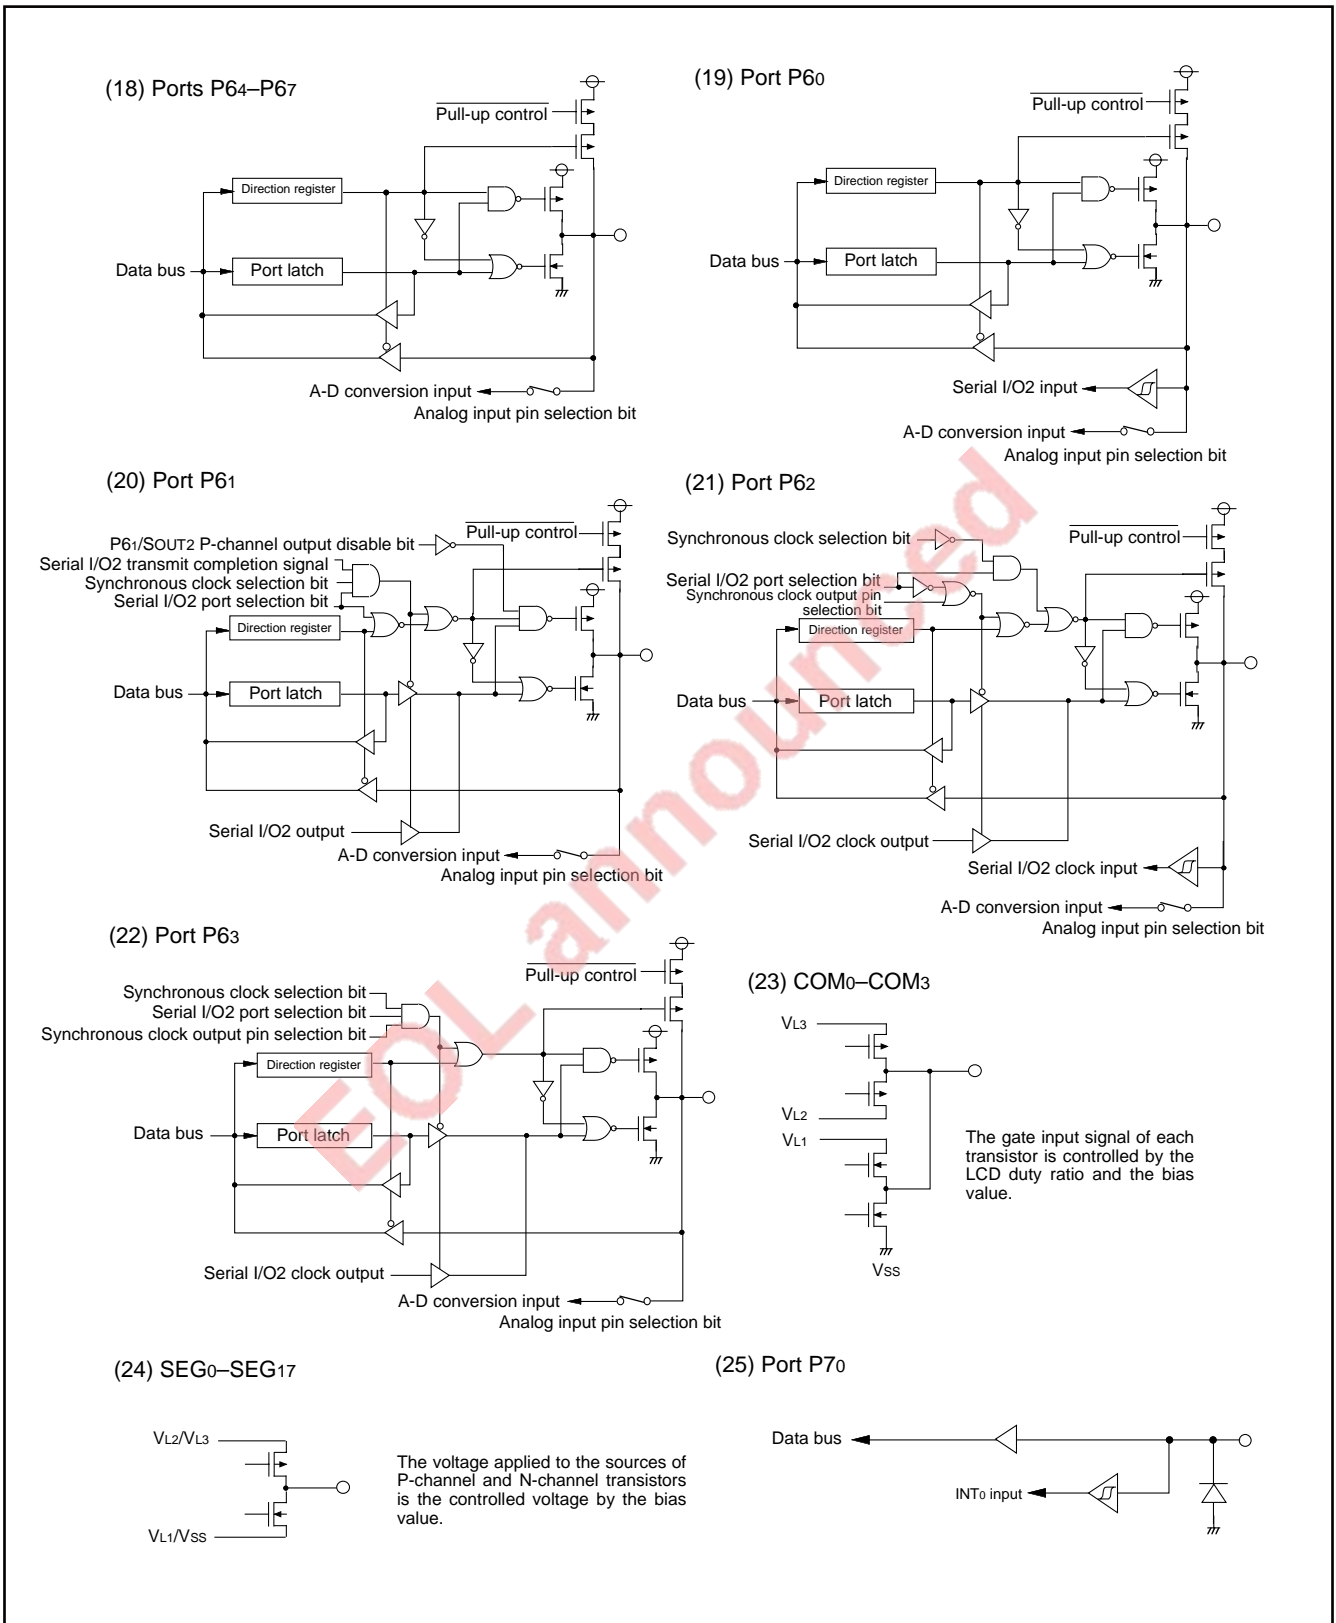 (18) Ports P64–P67
Pull-up control
Direction register
Data bus
Port latch
A-D conversion input
Analog input pin selection bit
(19) Port P60
Pull-up control
Direction register
Data bus
Port latch
Serial I/O2 input
A-D conversion input
Analog input pin selection bit
(20) Port P61
Pull-up control
P61/SOUT2 P-channel output disable bit
Serial I/O2 transmit completion signal
Synchronous clock selection bit
Serial I/O2 port selection bit
Direction register
Data bus
Port latch
Serial I/O2 output
A-D conversion input
Analog input pin selection bit
(21) Port P62
Synchronous clock selection bit
Pull-up control
Serial I/O2 port selection bit
Synchronous clock output pin
selection bit
Direction register
Data bus
Port latch
Serial I/O2 clock output
Serial I/O2 clock input
A-D conversion input
Analog input pin selection bit
(22) Port P63
Pull-up control
Synchronous clock selection bit
Serial I/O2 port selection bit
Synchronous clock output pin selection bit
Direction register
Data bus
Port latch
Serial I/O2 clock output
A-D conversion input
Analog input pin selection bit
(23) COM0–COM3
VL3
VL2
VL1
The gate input signal of each
transistor is controlled by the
LCD duty ratio and the bias
value.
VSS
(24) SEG0–SEG17
VL2/VL3
The voltage applied to the sources of
P-channel and N-channel transistors
is the controlled voltage by the bias
value.
VL1/VSS
(25) Port P70
Data bus
INT0 input
EOL announced